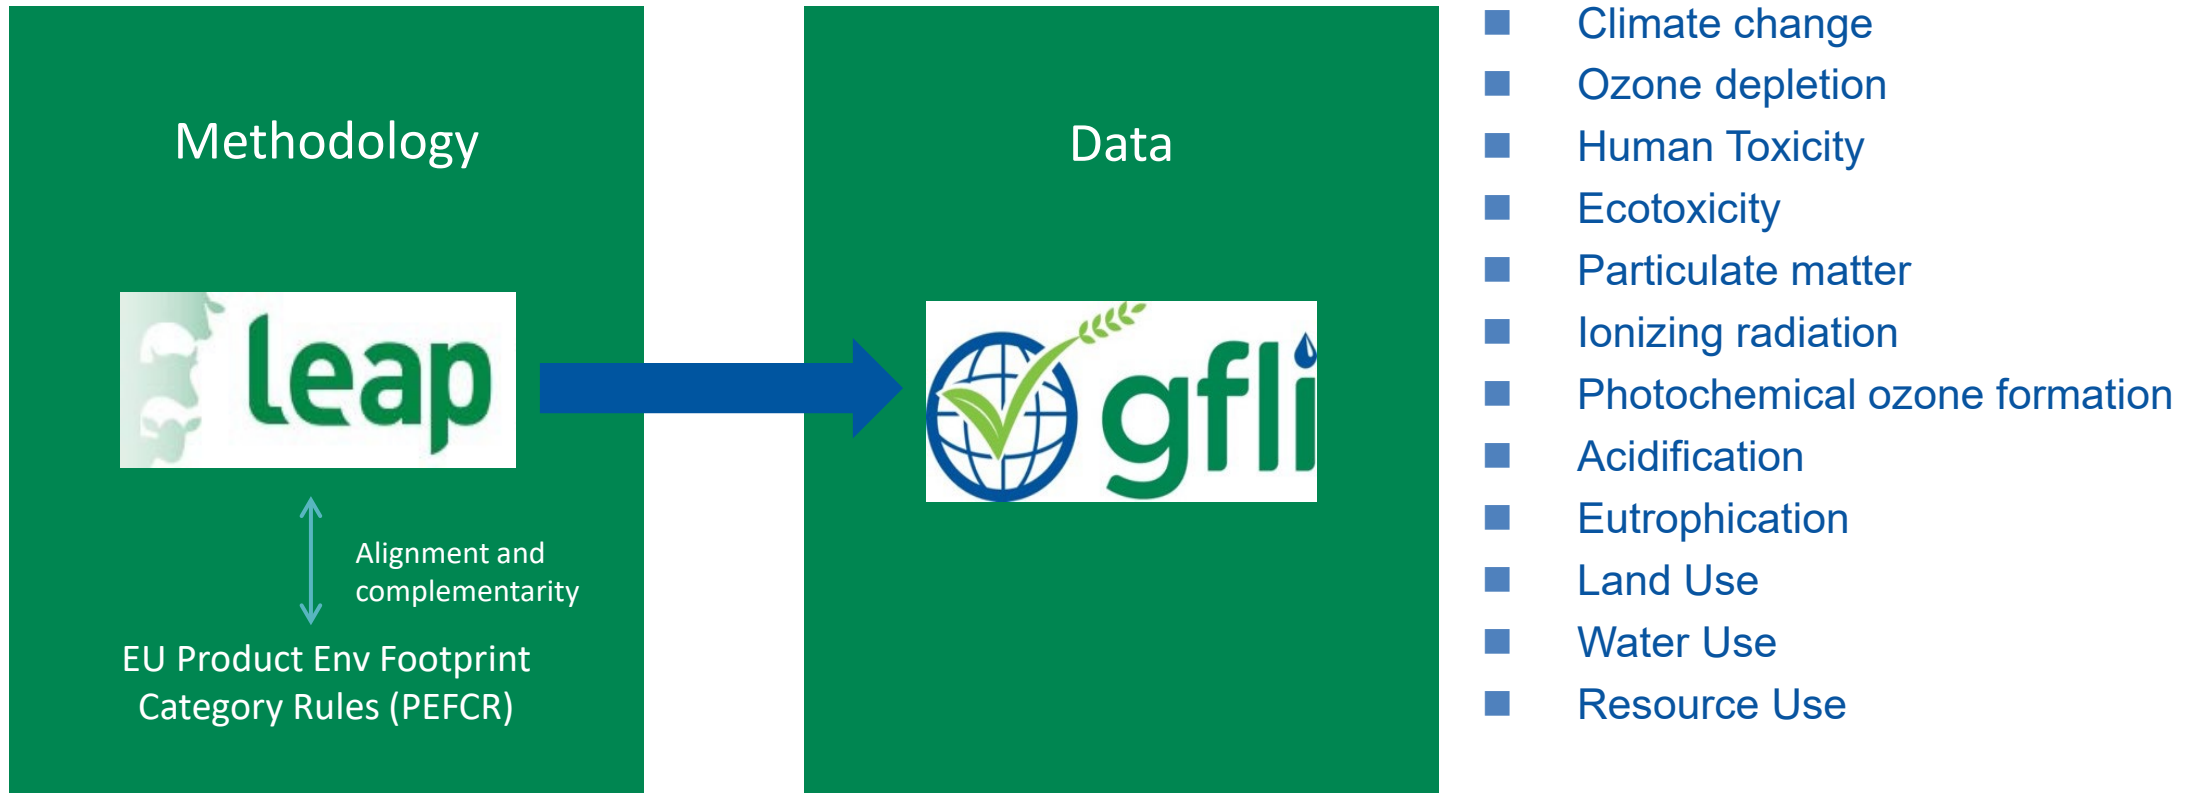 Methodology
leap
Alignment and
complementarity
EU Product Env Footprint
Category Rules (PEFCR)
Data
gfli
Climate change
Ozone depletion
Human Toxicity
Ecotoxicity
Particulate matter
Ionizing radiation
Photochemical ozone formation
Acidification
Eutrophication
Land Use
Water Use
Resource Use